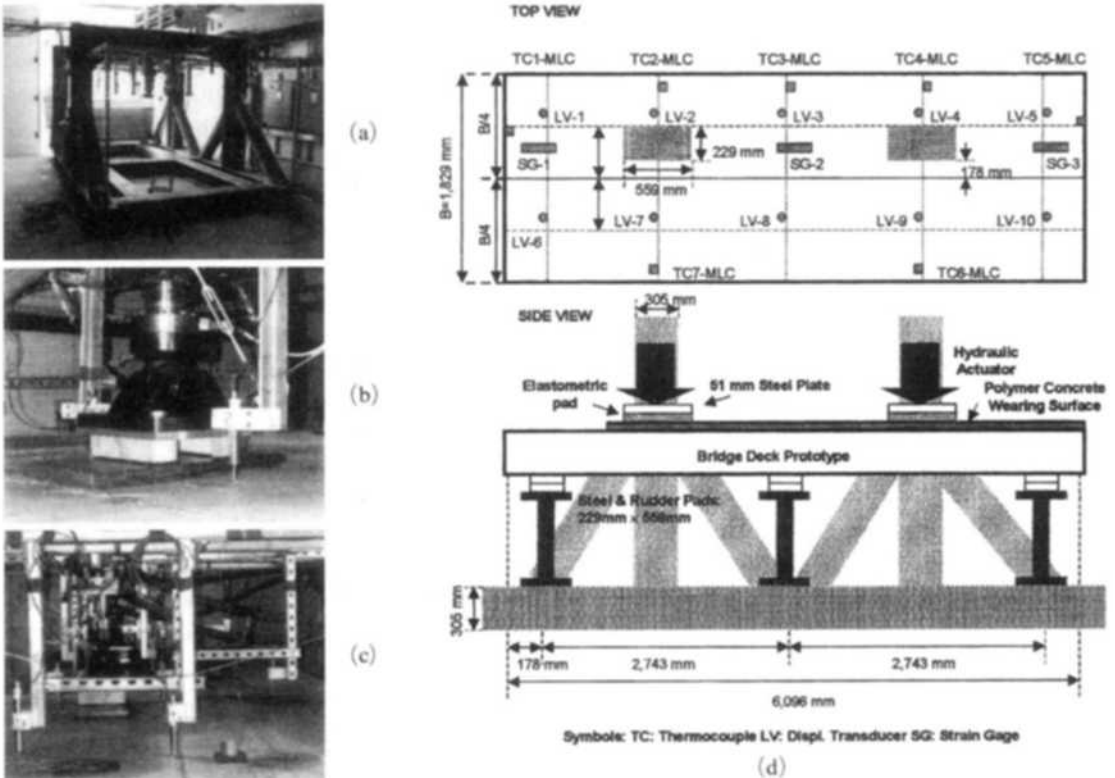 (a)
(b)
(c)
TOP VIEW
TC1-MLC TC2-MLC TC3-MLC TC4-MLC TC5-MLC
LV-1 LV-2 LV-3 LV-4 LV-5
B/4
B=1,829 mm
SG-1 SG-2 SG-3
229 mm
178 mm
559 mm
B/4
LV-6 LV-7 LV-8 LV-9 LV-10
TC7-MLC TC6-MLC
305 mm
SIDE VIEW
Hydraulic
Actuator
Elastometric
pad
51 mm Steel Plate
Polymer Concrete
Wearing Surface
Bridge Deck Prototype
Steel & Rudder Pads:
229mm × 558mm
305 mm
178 mm 2,743 mm 2,743 mm
6,096 mm
Symbols: TC: Thermocouple LV: Displ. Transducer SG: Strain Gage
(d)